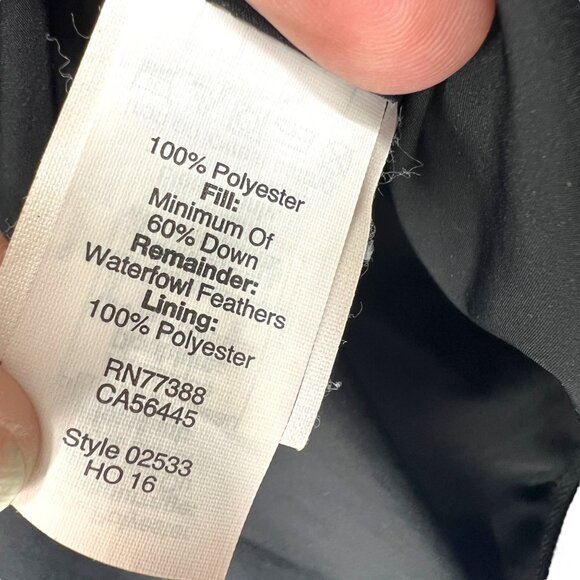 100% Polyester
Fill:
Minimum Of
60% Down
Remainder:
Waterfowl Feathers
Lining:
100% Polyester
RN77388
CA56445
Style 02533
HO 16